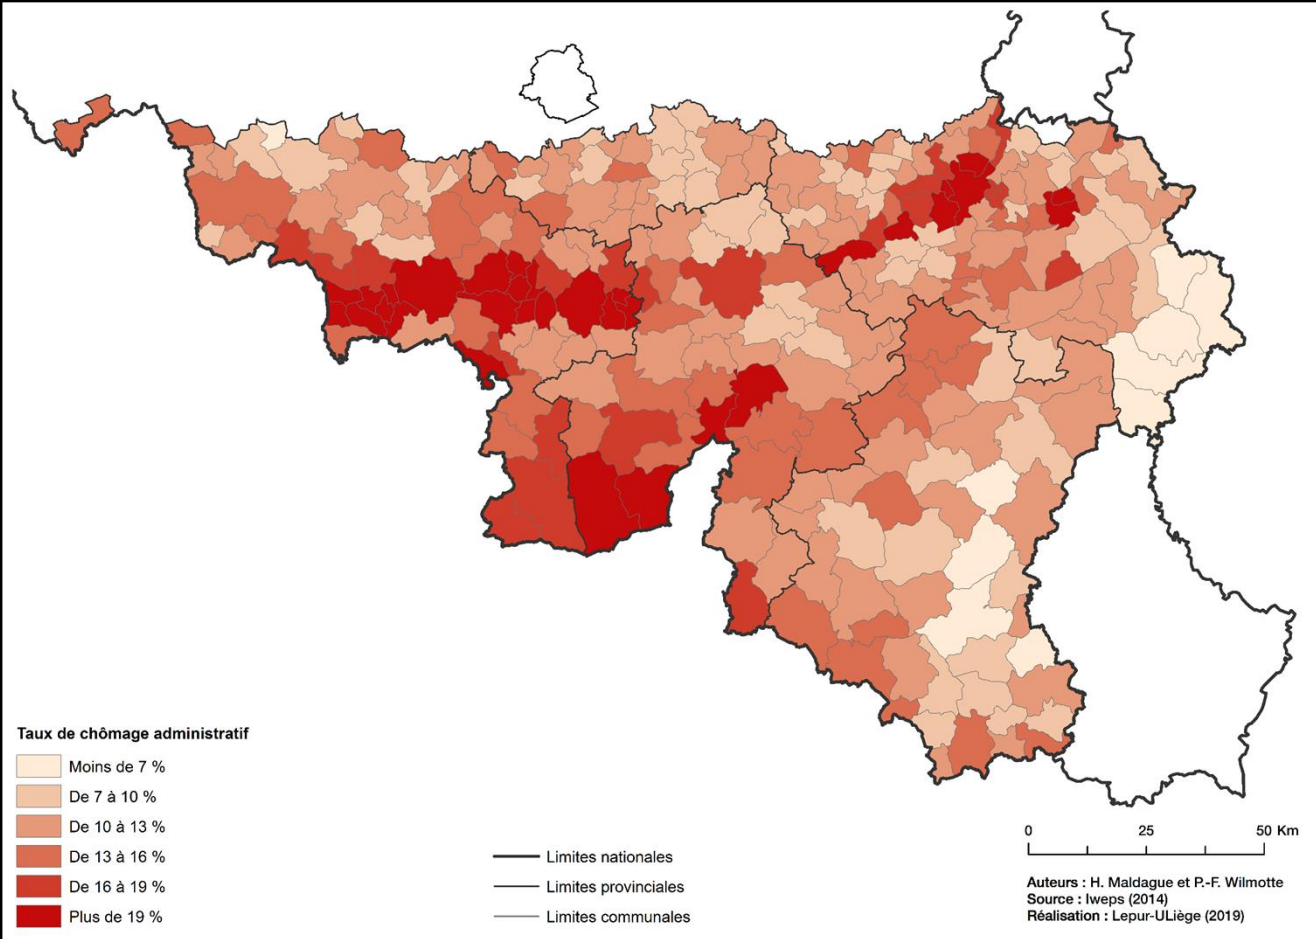 Taux de chômage administratif
Moins de 7 %
De 7 à 10 %
De 10 à 13 %
De 13 à 16 %
De 16 à 19 %
Plus de 19 %
Limites nationales
Limites provinciales
Limites communales
0 25 50 Km
Auteurs : H. Maldague et P.-F. Wilmotte
Source : Iweps (2014)
Réalisation : Lepur-ULiège (2019)